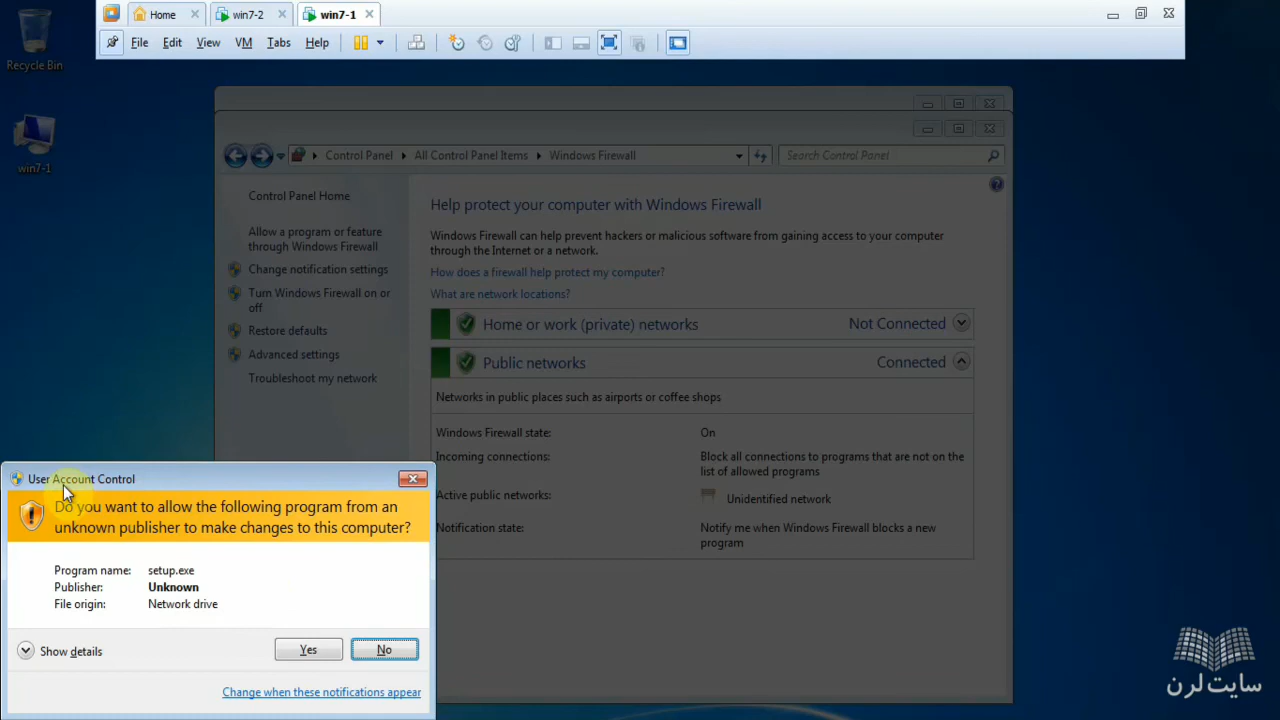 Home
win7-2
win7-1
File Edit View VM Tabs Help
Recycle Bin
win7-1
Control Panel
All Control Panel Items
Windows Firewall
Search Control Panel
Control Panel Home
Allow a program or feature
through Windows Firewall
Change notification settings
Turn Windows Firewall on or
off
Restore defaults
Advanced settings
Troubleshoot my network
Help protect your computer with Windows Firewall
Windows Firewall can help prevent hackers or malicious software from gaining access to your computer
through the Internet or a network.
How does a firewall help protect my computer?
What are network locations?
Home or work (private) networks Not Connected
Public networks Connected
Networks in public places such as airports or coffee shops
Windows Firewall state: On
Incoming connections: Block all connections to programs that are not on the
list of allowed programs
Active public networks: Unidentified network
Notification state: Notify me when Windows Firewall blocks a new
program
User Account Control
Do you want to allow the following program from an
unknown publisher to make changes to this computer?
Program name: setup.exe
Publisher: Unknown
File origin: Network drive
Show details
Yes
No
Change when these notifications appear
سایت لرن